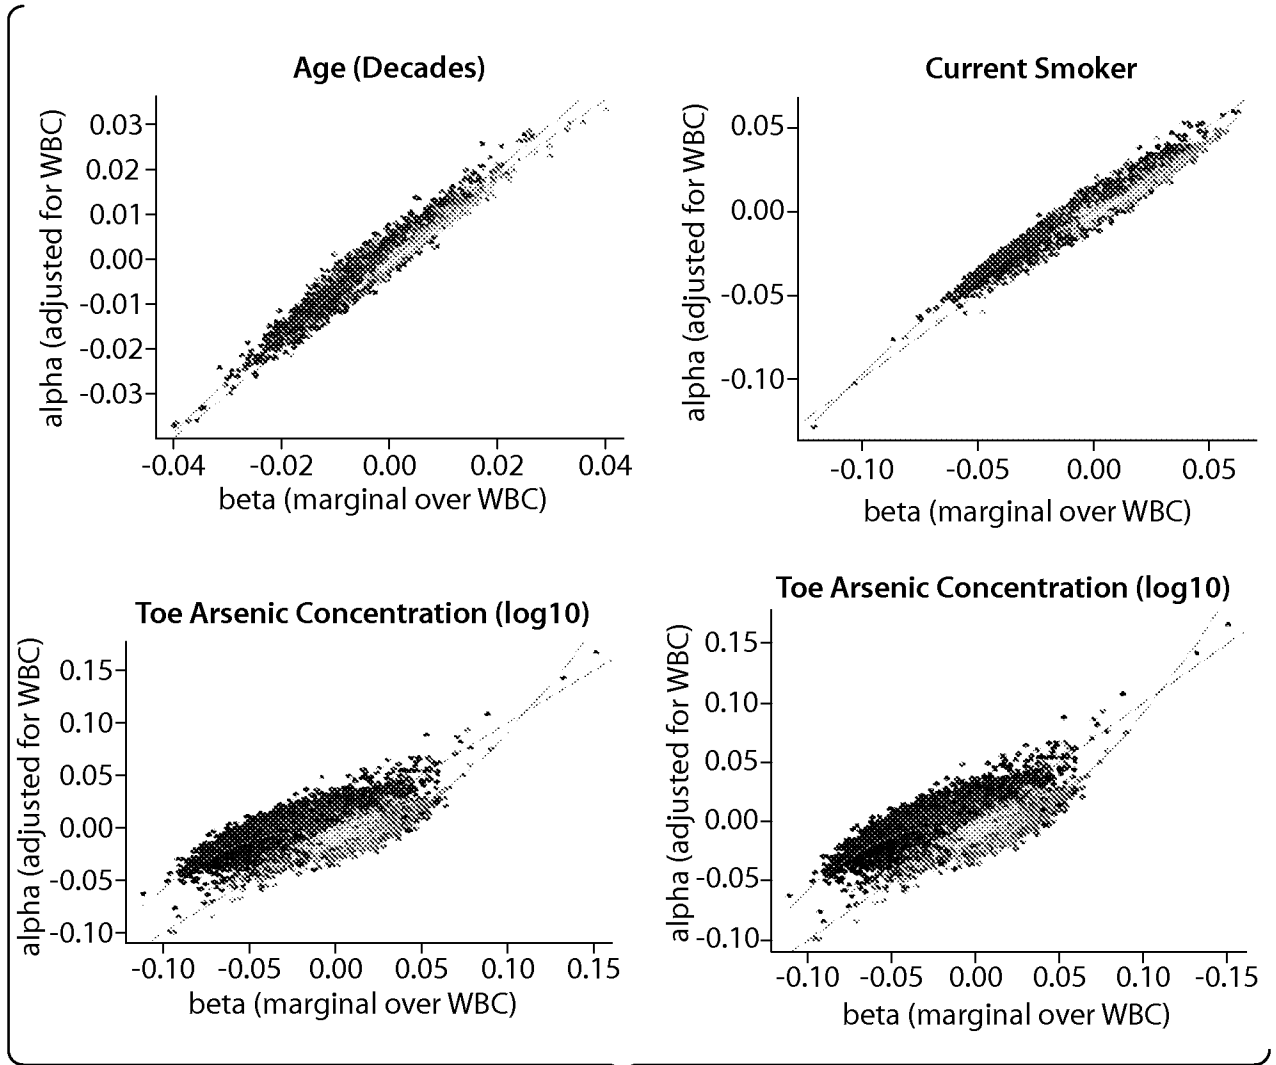 Age (Decades)
alpha (adjusted for WBC)
0.03
0.02
0.01
0.00
-0.01
-0.02
-0.03
-0.04 -0.02 0.00 0.02 0.04
beta (marginal over WBC)
Current Smoker
alpha (adjusted for WBC)
0.05
0.00
-0.05
-0.10
-0.10 -0.05 0.00 0.05
beta (marginal over WBC)
Toe Arsenic Concentration (log10)
alpha (adjusted for WBC)
0.15
0.10
0.05
0.00
-0.05
-0.10
-0.10 -0.05 0.00 0.05 0.10 0.15
beta (marginal over WBC)
Toe Arsenic Concentration (log10)
alpha (adjusted for WBC)
0.15
0.10
0.05
0.00
-0.05
-0.10
-0.10 -0.05 0.00 0.05 0.10 -0.15
beta (marginal over WBC)